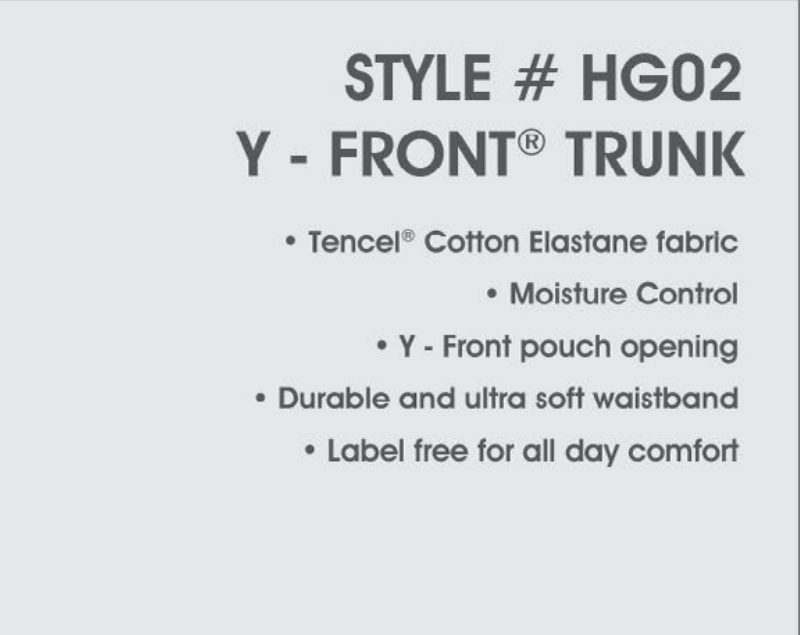 STYLE # HG02
Y - FRONT® TRUNK
• Tencel® Cotton Elastane fabric
• Moisture Control
• Y - Front pouch opening
• Durable and ultra soft waistband
• Label free for all day comfort